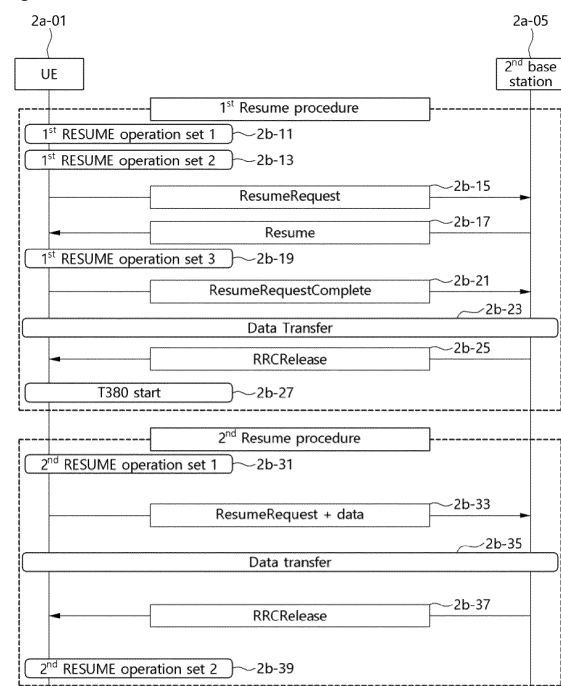 2a-01
2a-05
UE
2nd base
station
1st Resume procedure
1st RESUME operation set 1
2b-11
1st RESUME operation set 2
2b-13
2b-15
ResumeRequest
2b-17
Resume
1st RESUME operation set 3
2b-19
2b-21
ResumeRequestComplete
2b-23
Data Transfer
2b-25
RRCRelease
T380 start
2b-27
2nd Resume procedure
2nd RESUME operation set 1
2b-31
2b-33
ResumeRequest + data
2b-35
Data transfer
2b-37
RRCRelease
2nd RESUME operation set 2
2b-39